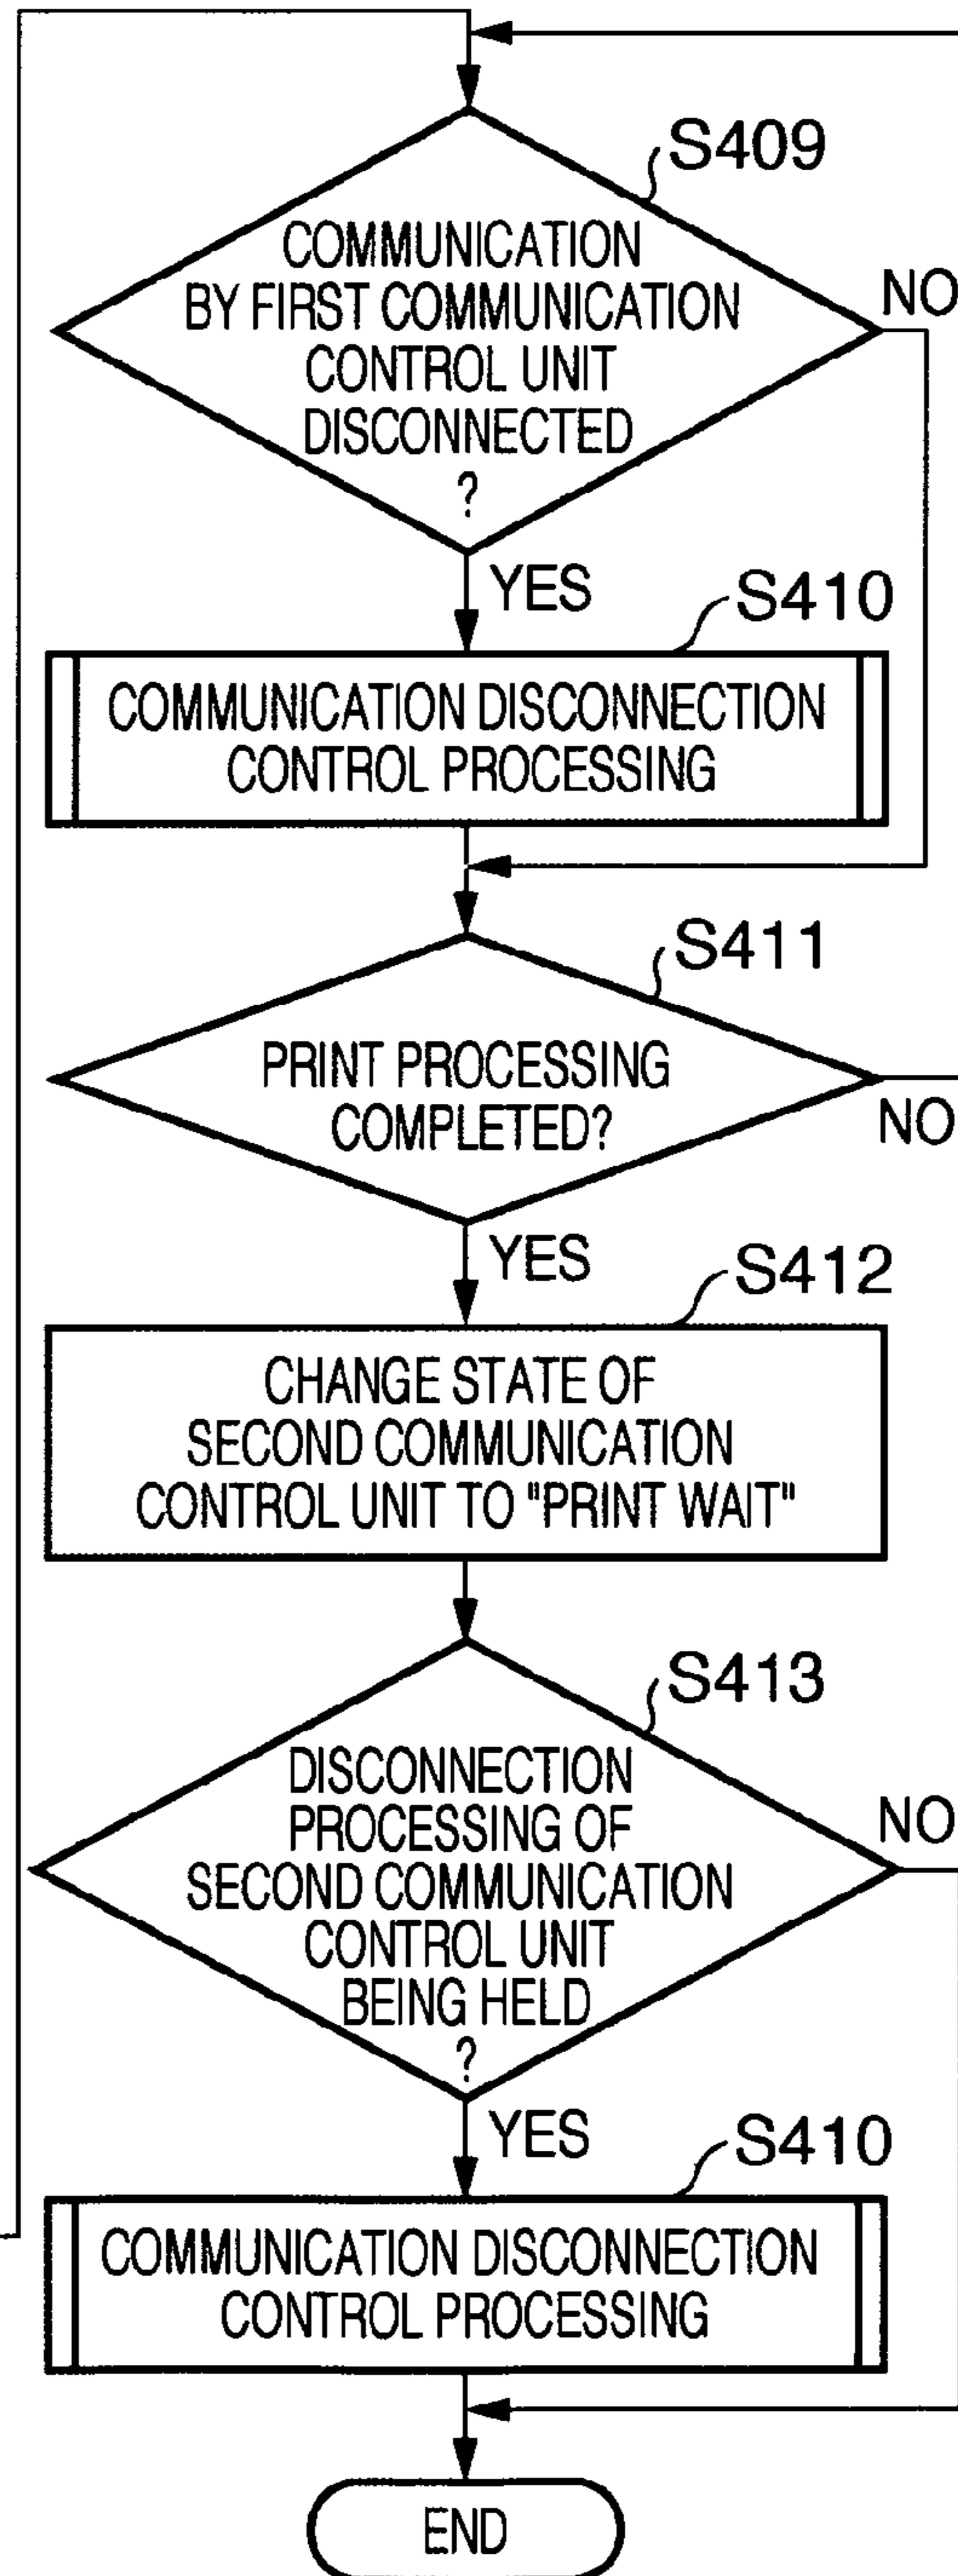 S409
COMMUNICATION
BY FIRST COMMUNICATION
CONTROL UNIT
DISCONNECTED
?
NO
YES
S410
COMMUNICATION DISCONNECTION
CONTROL PROCESSING
S411
PRINT PROCESSING
COMPLETED?
NO
YES
S412
CHANGE STATE OF
SECOND COMMUNICATION
CONTROL UNIT TO "PRINT WAIT"
S413
DISCONNECTION
PROCESSING OF
SECOND COMMUNICATION
CONTROL UNIT
BEING HELD
?
NO
YES
S410
COMMUNICATION DISCONNECTION
CONTROL PROCESSING
END